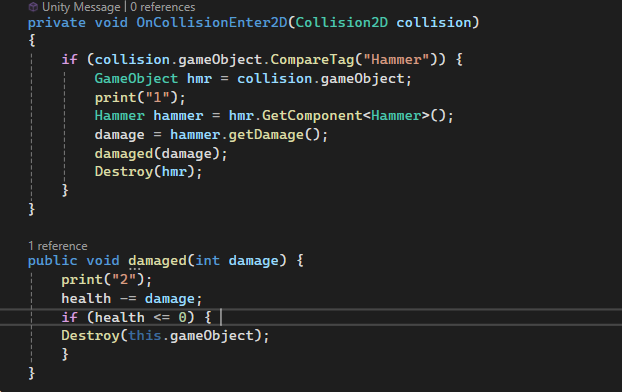 Unity Message | 0 references
private void OnCollisionEnter2D(Collision2D collision)
{
    if (collision.gameObject.CompareTag("Hammer")) {
        GameObject hmr = collision.gameObject;
        print("1");
        Hammer hammer = hmr.GetComponent<Hammer>();
        damage = hammer.getDamage();
        damaged(damage);
        Destroy(hmr);
    }
}
1 reference
public void damaged(int damage) {
    print("2");
    health -= damage;
    if (health <= 0) {
    Destroy(this.gameObject);
    }
}